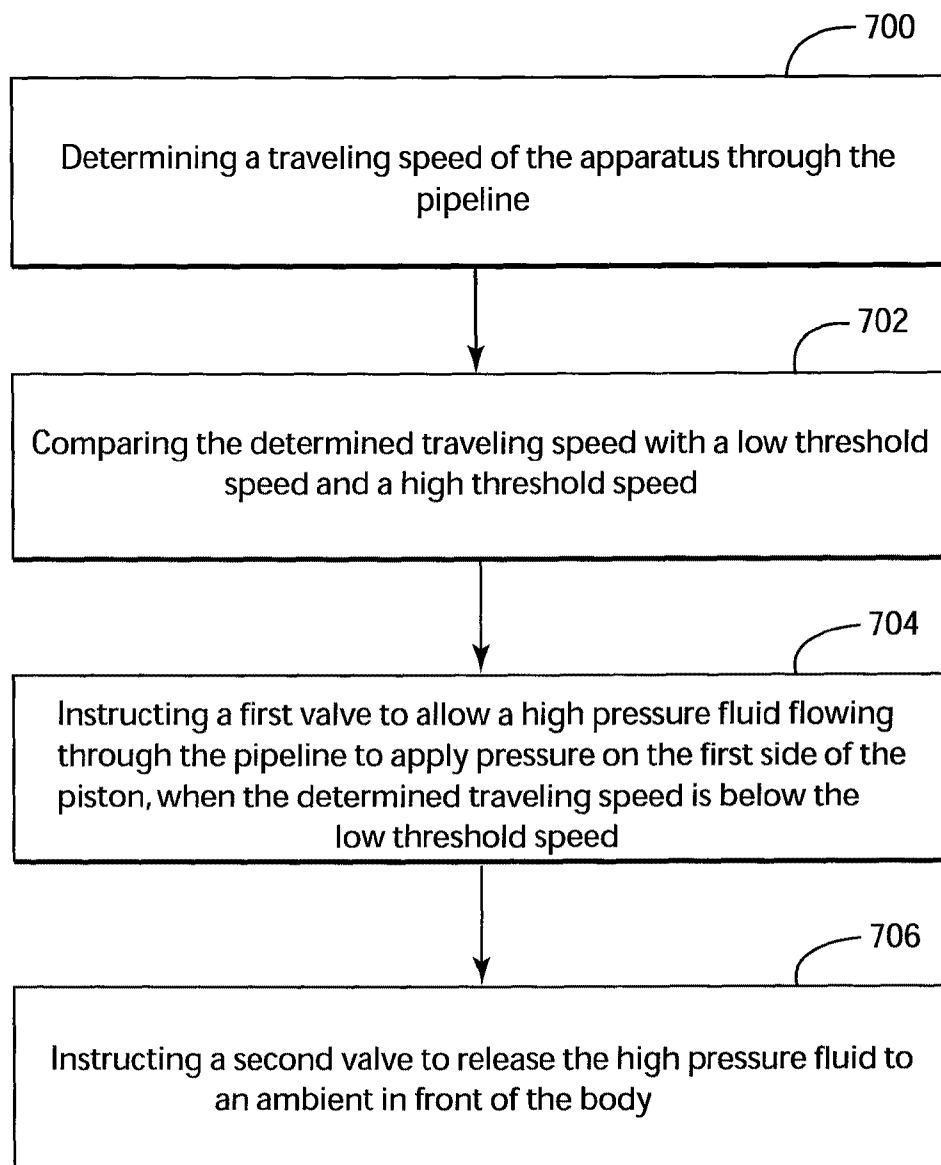 700
Determining a traveling speed of the apparatus through the
pipeline
702
Comparing the determined traveling speed with a low threshold
speed and a high threshold speed
704
Instructing a first valve to allow a high pressure fluid flowing
through the pipeline to apply pressure on the first side of the
piston, when the determined traveling speed is below the
low threshold speed
706
Instructing a second valve to release the high pressure fluid to
an ambient in front of the body